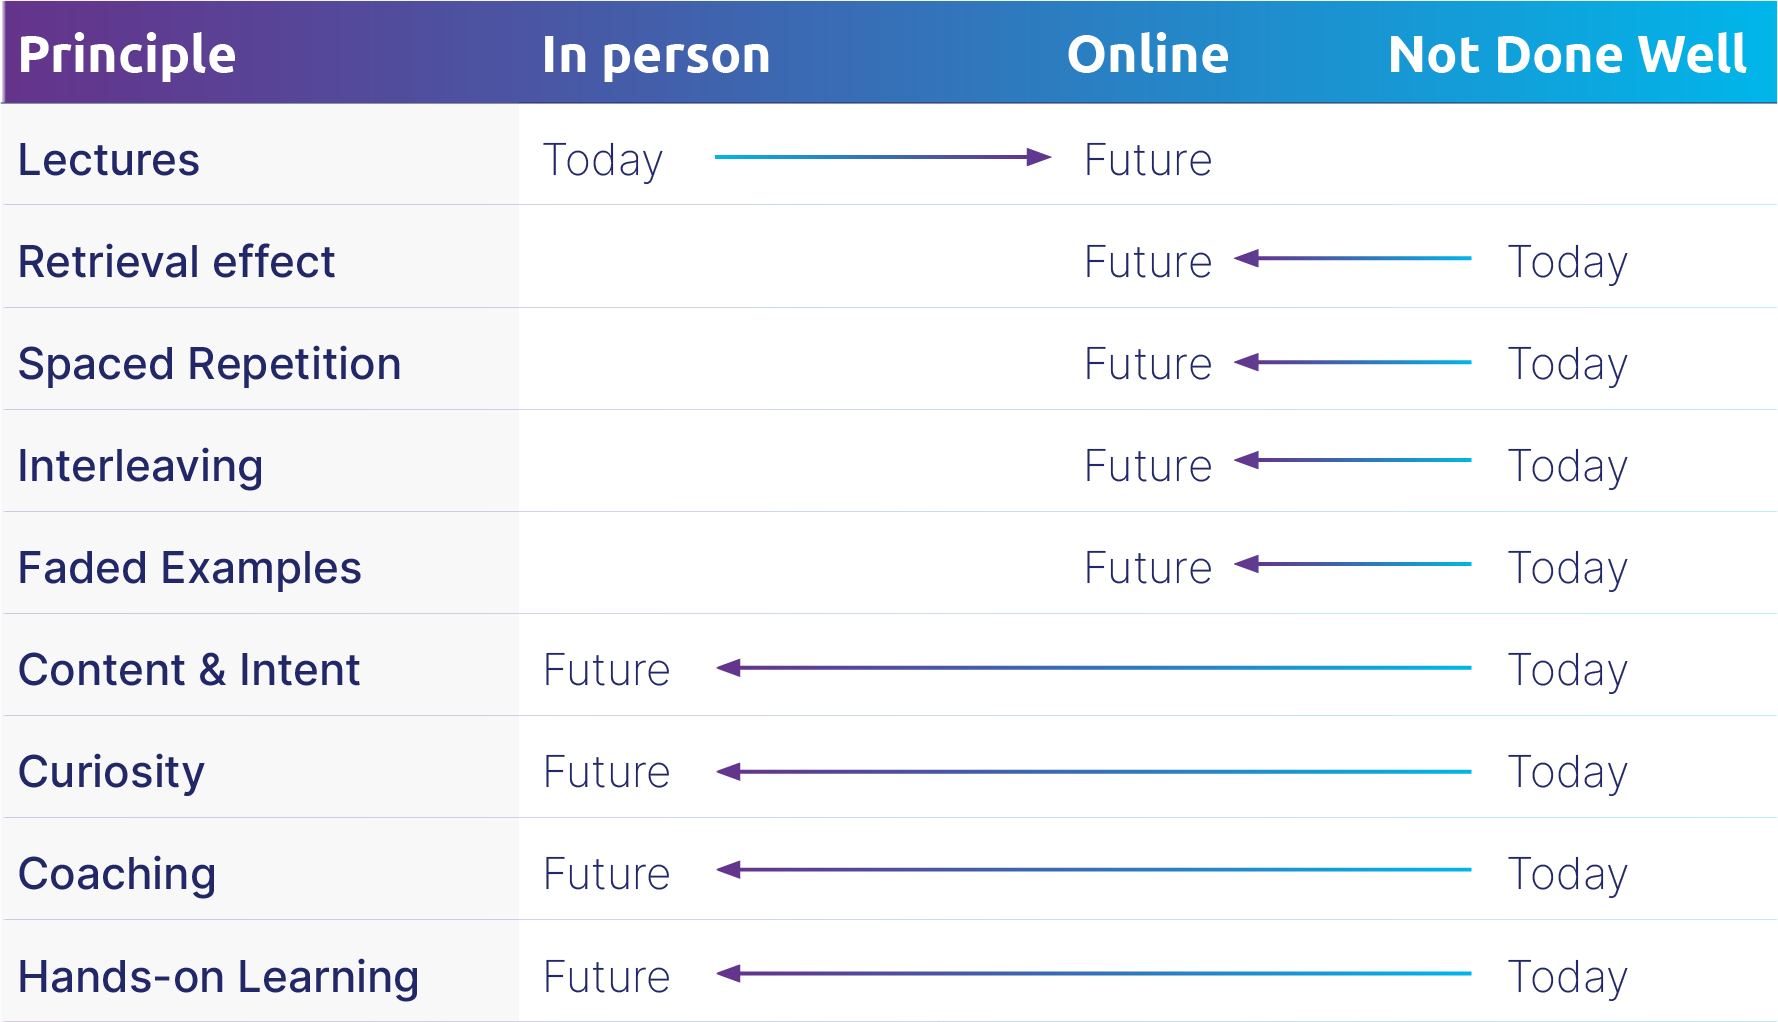 Principle In person Online Not Done Well
Lectures Today Future
Retrieval effect Future Today
Spaced Repetition Future Today
Interleaving Future Today
Faded Examples Future Today
Content & Intent Future Today
Curiosity Future Today
Coaching Future Today
Hands-on Learning Future Today